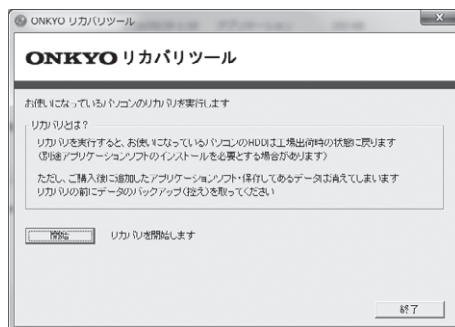 ONKYO リカバリツール
ONKYO リカバリツール
お使いになっているパソコンのリカバリを実行します
リカバリとは？
リカバリを実行すると、お使いになっているパソコンのHDDは工場出荷時の状態に戻ります
（別途アプリケーションソフトのインストールを必要とする場合があります）
ただし、ご購入後に追加したアプリケーションソフト・保存してあるデータは消えてしまいます
リカバリの前にデータのバックアップ（控え）を取ってください
開始 リカバリを開始します
終了